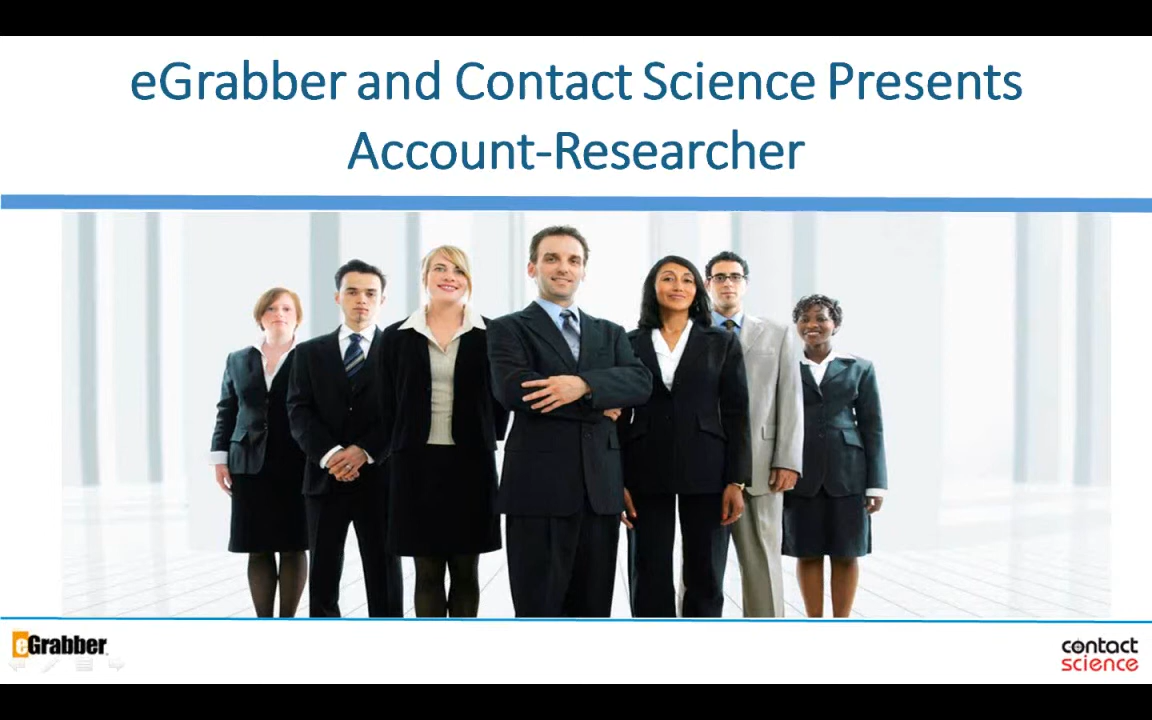 eGrabber and Contact Science Presents
Account-Researcher
eGrabber
contact
science